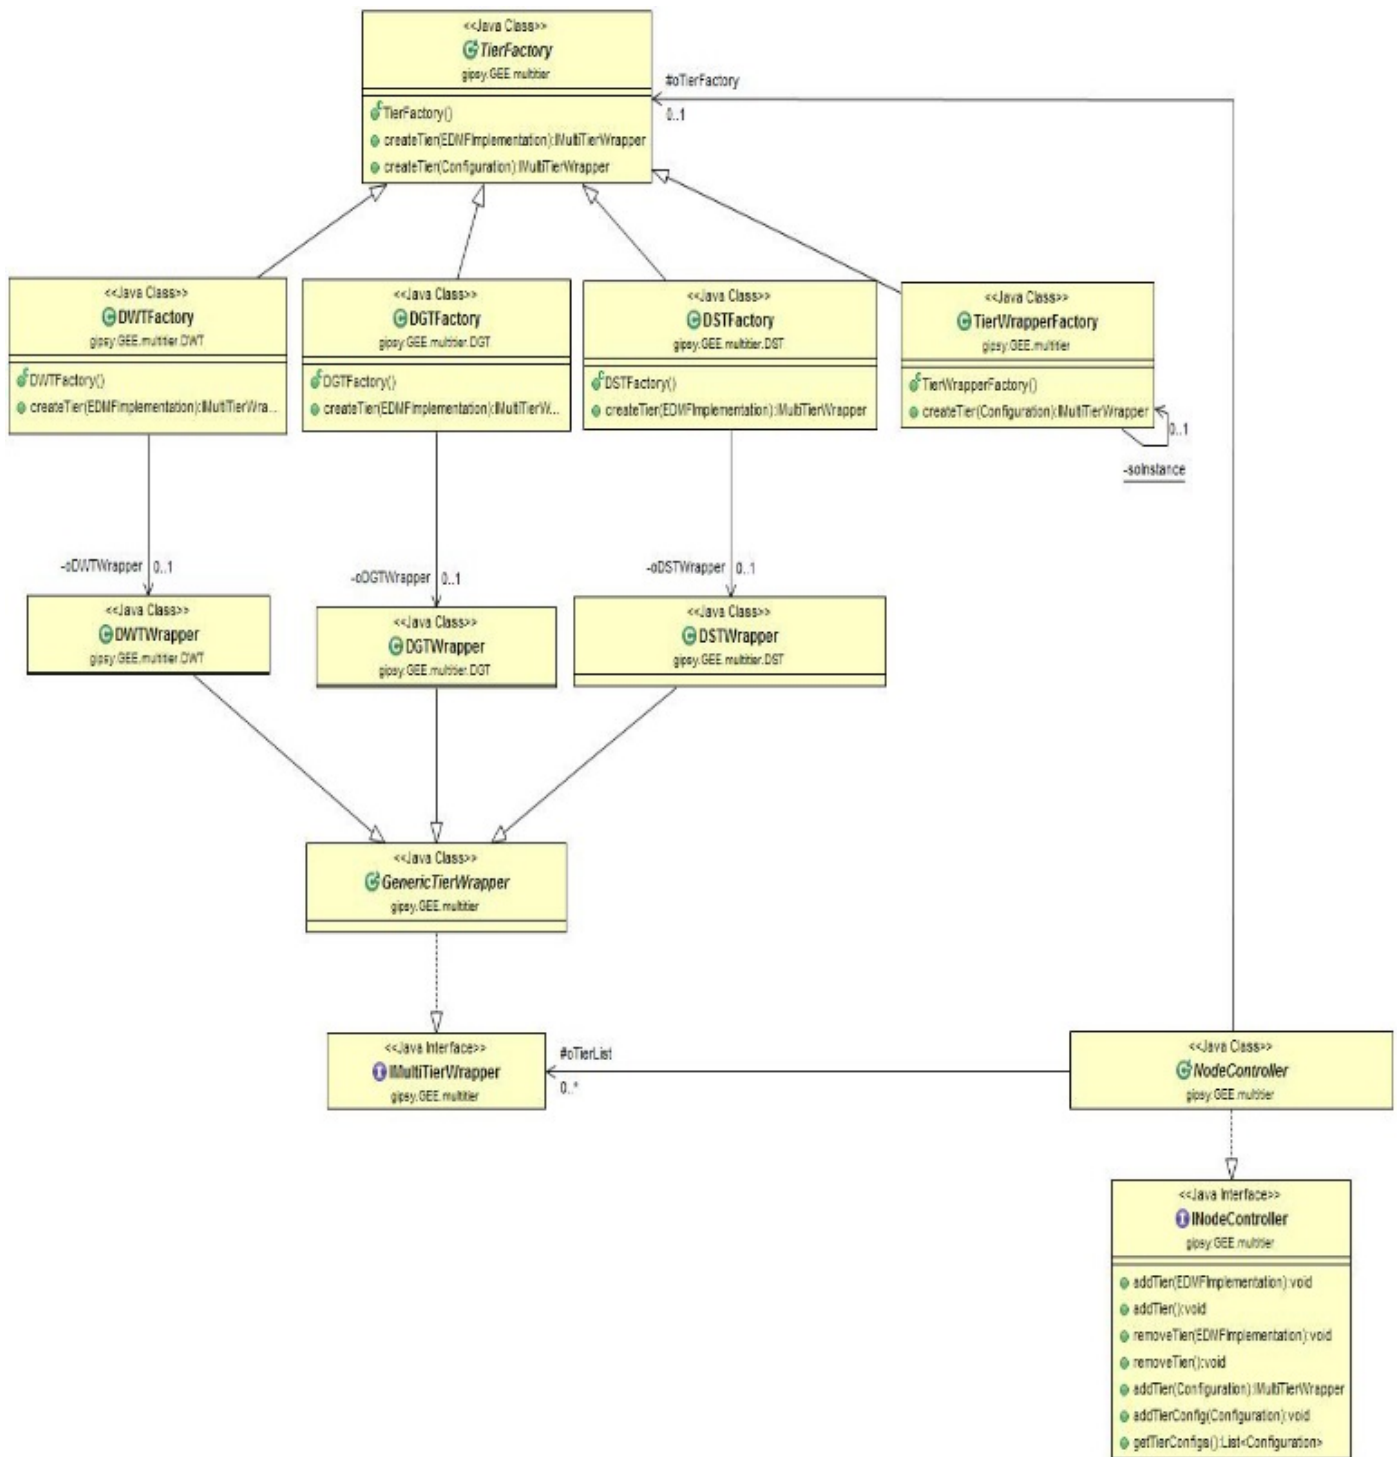 <<Java Class>>
TierFactory
gipsy.GEE.multitier
#oTierFactory
0..1
TierFactory()
createTier(EDMFImplementation):IMultiTierWrapper
createTier(Configuration):IMultiTierWrapper
<<Java Class>>
DWTFactory
gipsy.GEE.multitier.DWT
DWTFactory()
createTier(EDMFImplementation):IMultiTierWra...
<<Java Class>>
DGTFactory
gipsy.GEE.multitier.DGT
DGTFactory()
createTier(EDMFImplementation):IMultiTierW...
<<Java Class>>
DSTFactory
gipsy.GEE.multitier.DST
DSTFactory()
createTier(EDMFImplementation):IMultiTierWrapper
<<Java Class>>
TierWrapperFactory
gipsy.GEE.multitier
TierWrapperFactory()
createTier(Configuration):IMultiTierWrapper
0..1
-soInstance
-oDWTWrapper 0..1
-oDGTWrapper 0..1
-oDSTWrapper 0..1
<<Java Class>>
DWTWrapper
gipsy.GEE.multitier.DWT
<<Java Class>>
DGTWrapper
gipsy.GEE.multitier.DGT
<<Java Class>>
DSTWrapper
gipsy.GEE.multitier.DST
<<Java Class>>
GenericTierWrapper
gipsy.GEE.multitier
<<Java Interface>>
IMultiTierWrapper
gipsy.GEE.multitier
#oTierList
0..*
<<Java Class>>
NodeController
gipsy.GEE.multitier
<<Java Interface>>
INodeController
gipsy.GEE.multitier
addTier(EDMFImplementation):void
addTier():void
removeTier(EDMFImplementation):void
removeTier():void
addTier(Configuration):IMultiTierWrapper
addTierConfig(Configuration):void
getTierConfigs():List<Configuration>